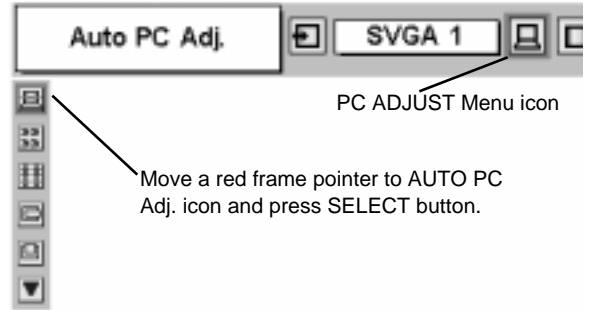 Auto PC Adj.
SVGA 1
PC ADJUST Menu icon
Move a red frame pointer to AUTO PC
Adj. icon and press SELECT button.